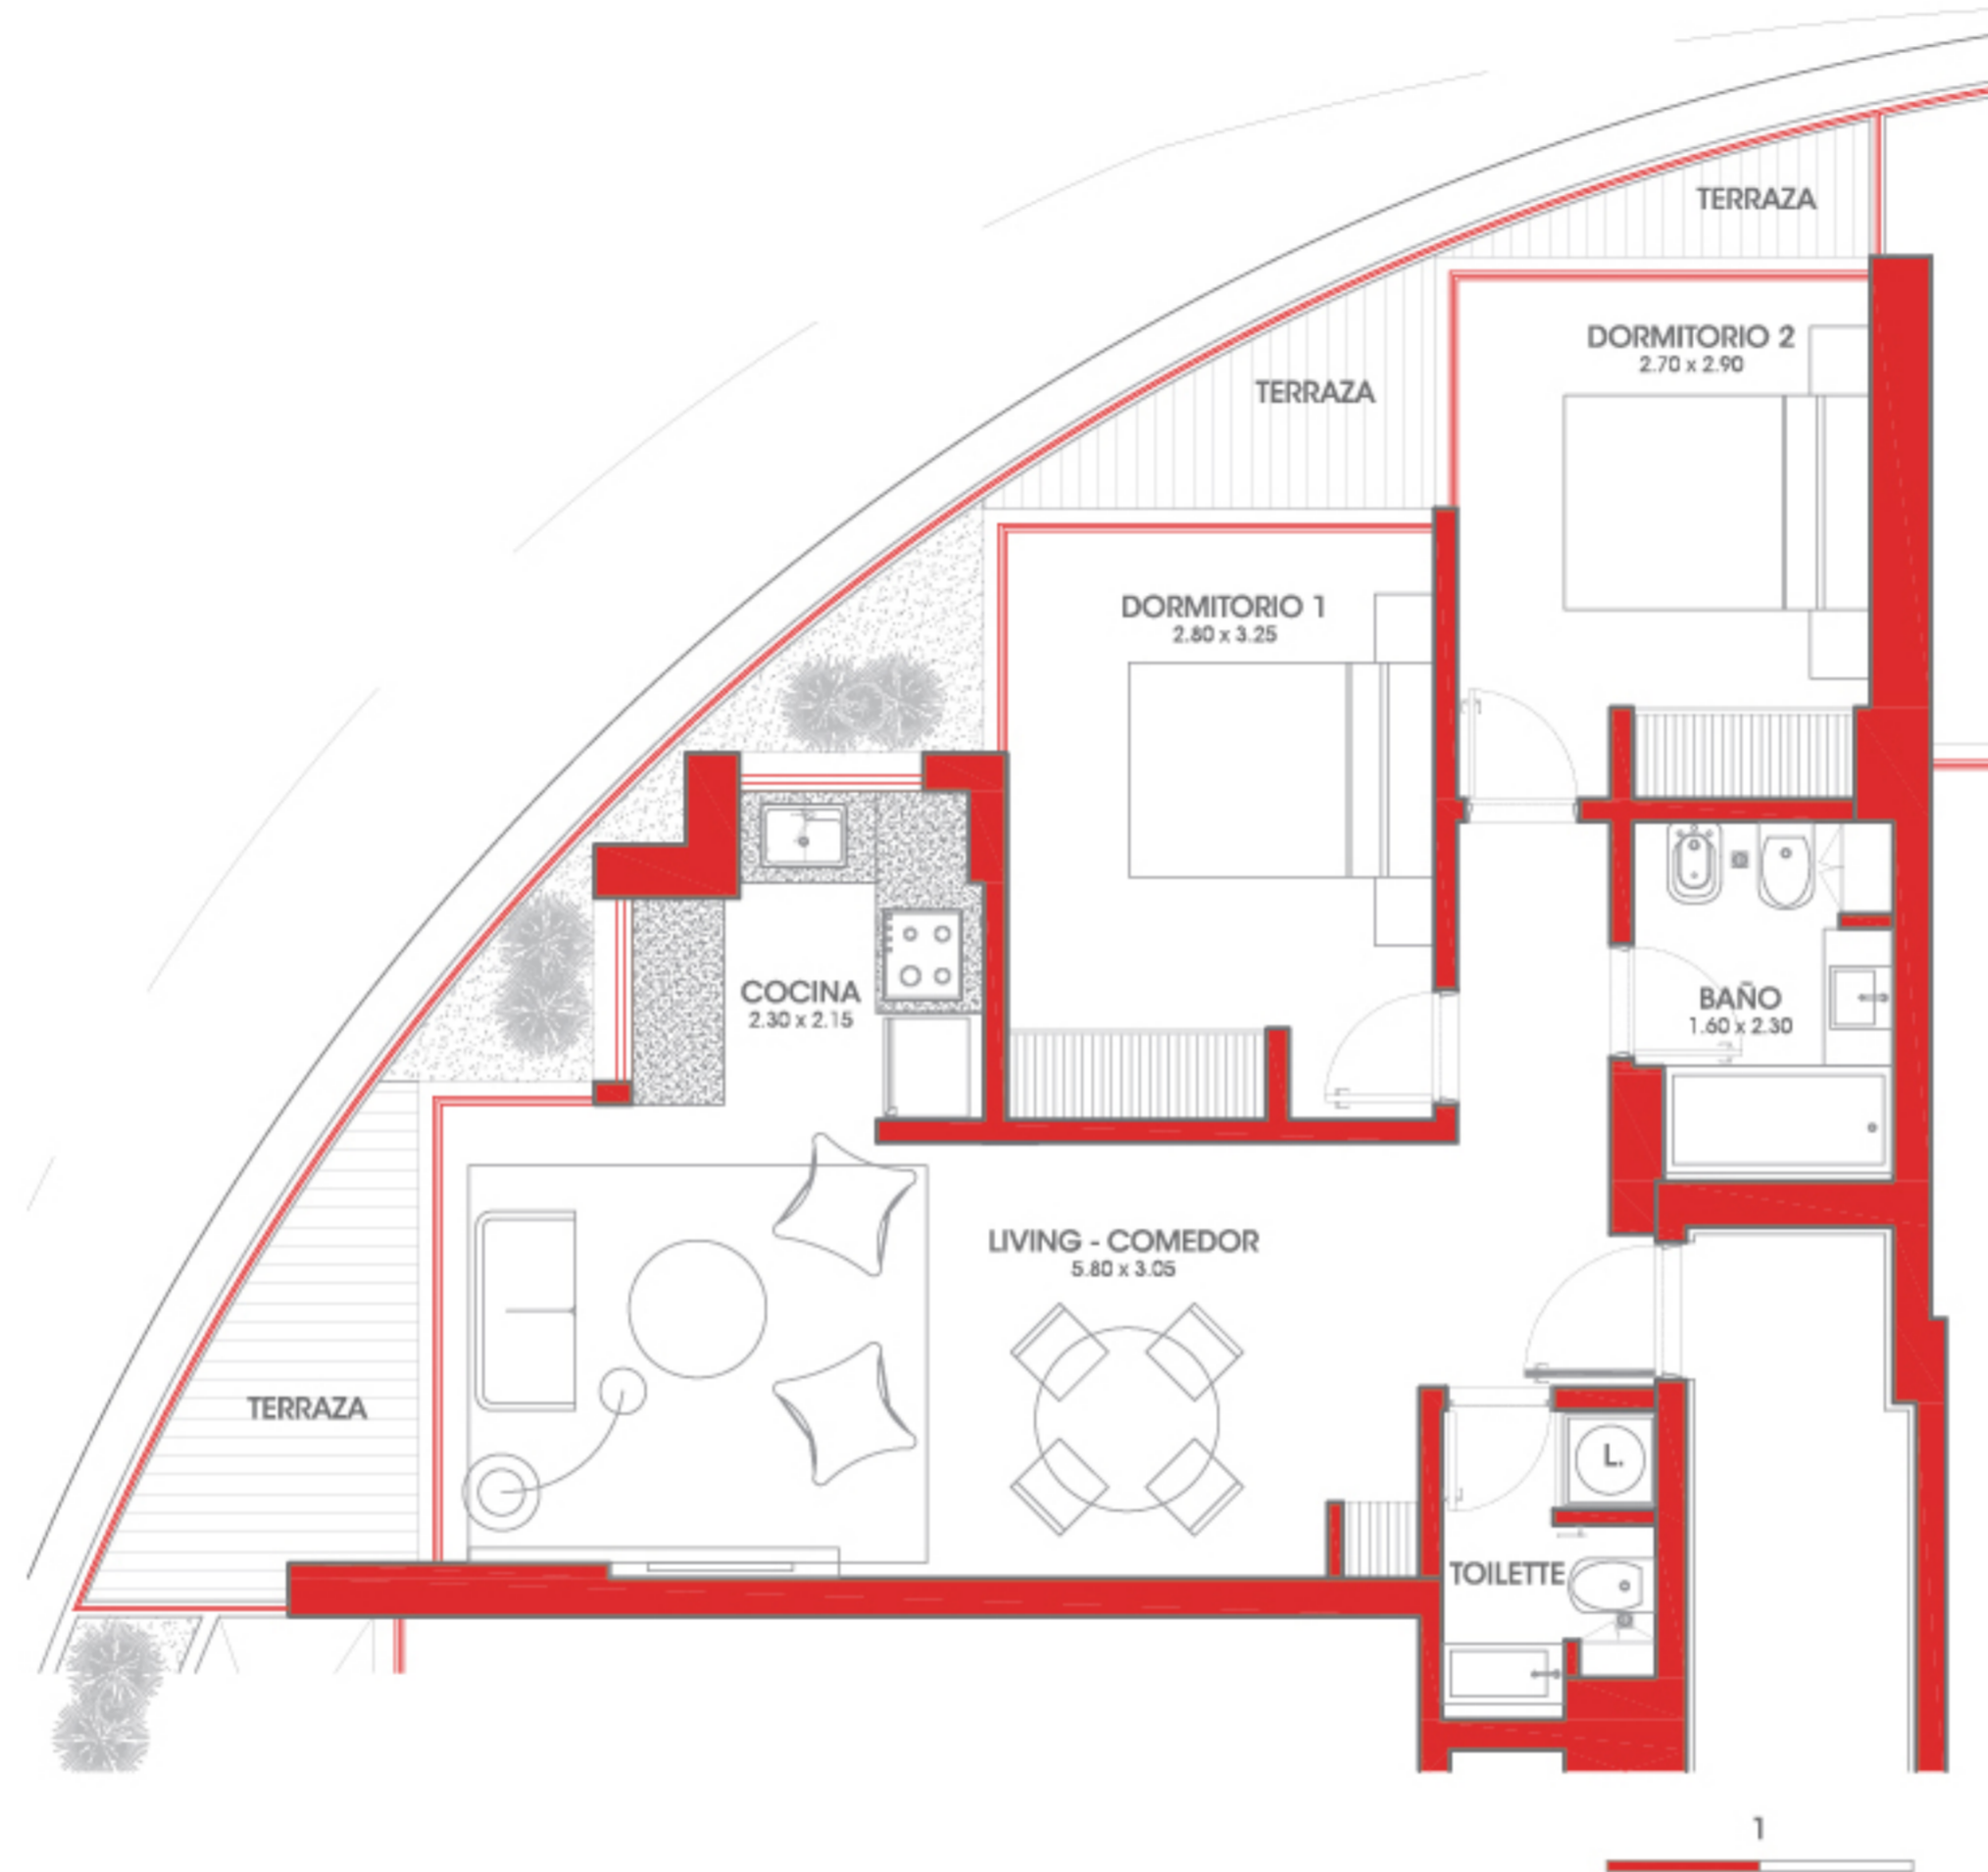 TERRAZA
DORMITORIO 2
2.70 x 2.90
TERRAZA
DORMITORIO 1
2.80 x 3.25
COCINA
2.30 x 2.15
BAÑO
1.60 x 2.30
LIVING - COMEDOR
5.80 x 3.05
TERRAZA
L.
TOILETTE
1